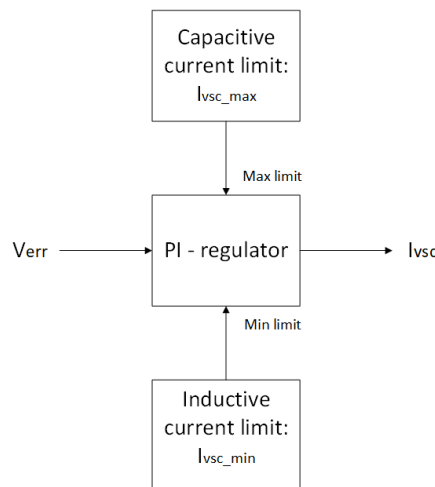 Capacitive
current limit:
Ivsc_max
Max limit
Verr
PI - regulator
Ivsc
Min limit
Inductive
current limit:
Ivsc_min